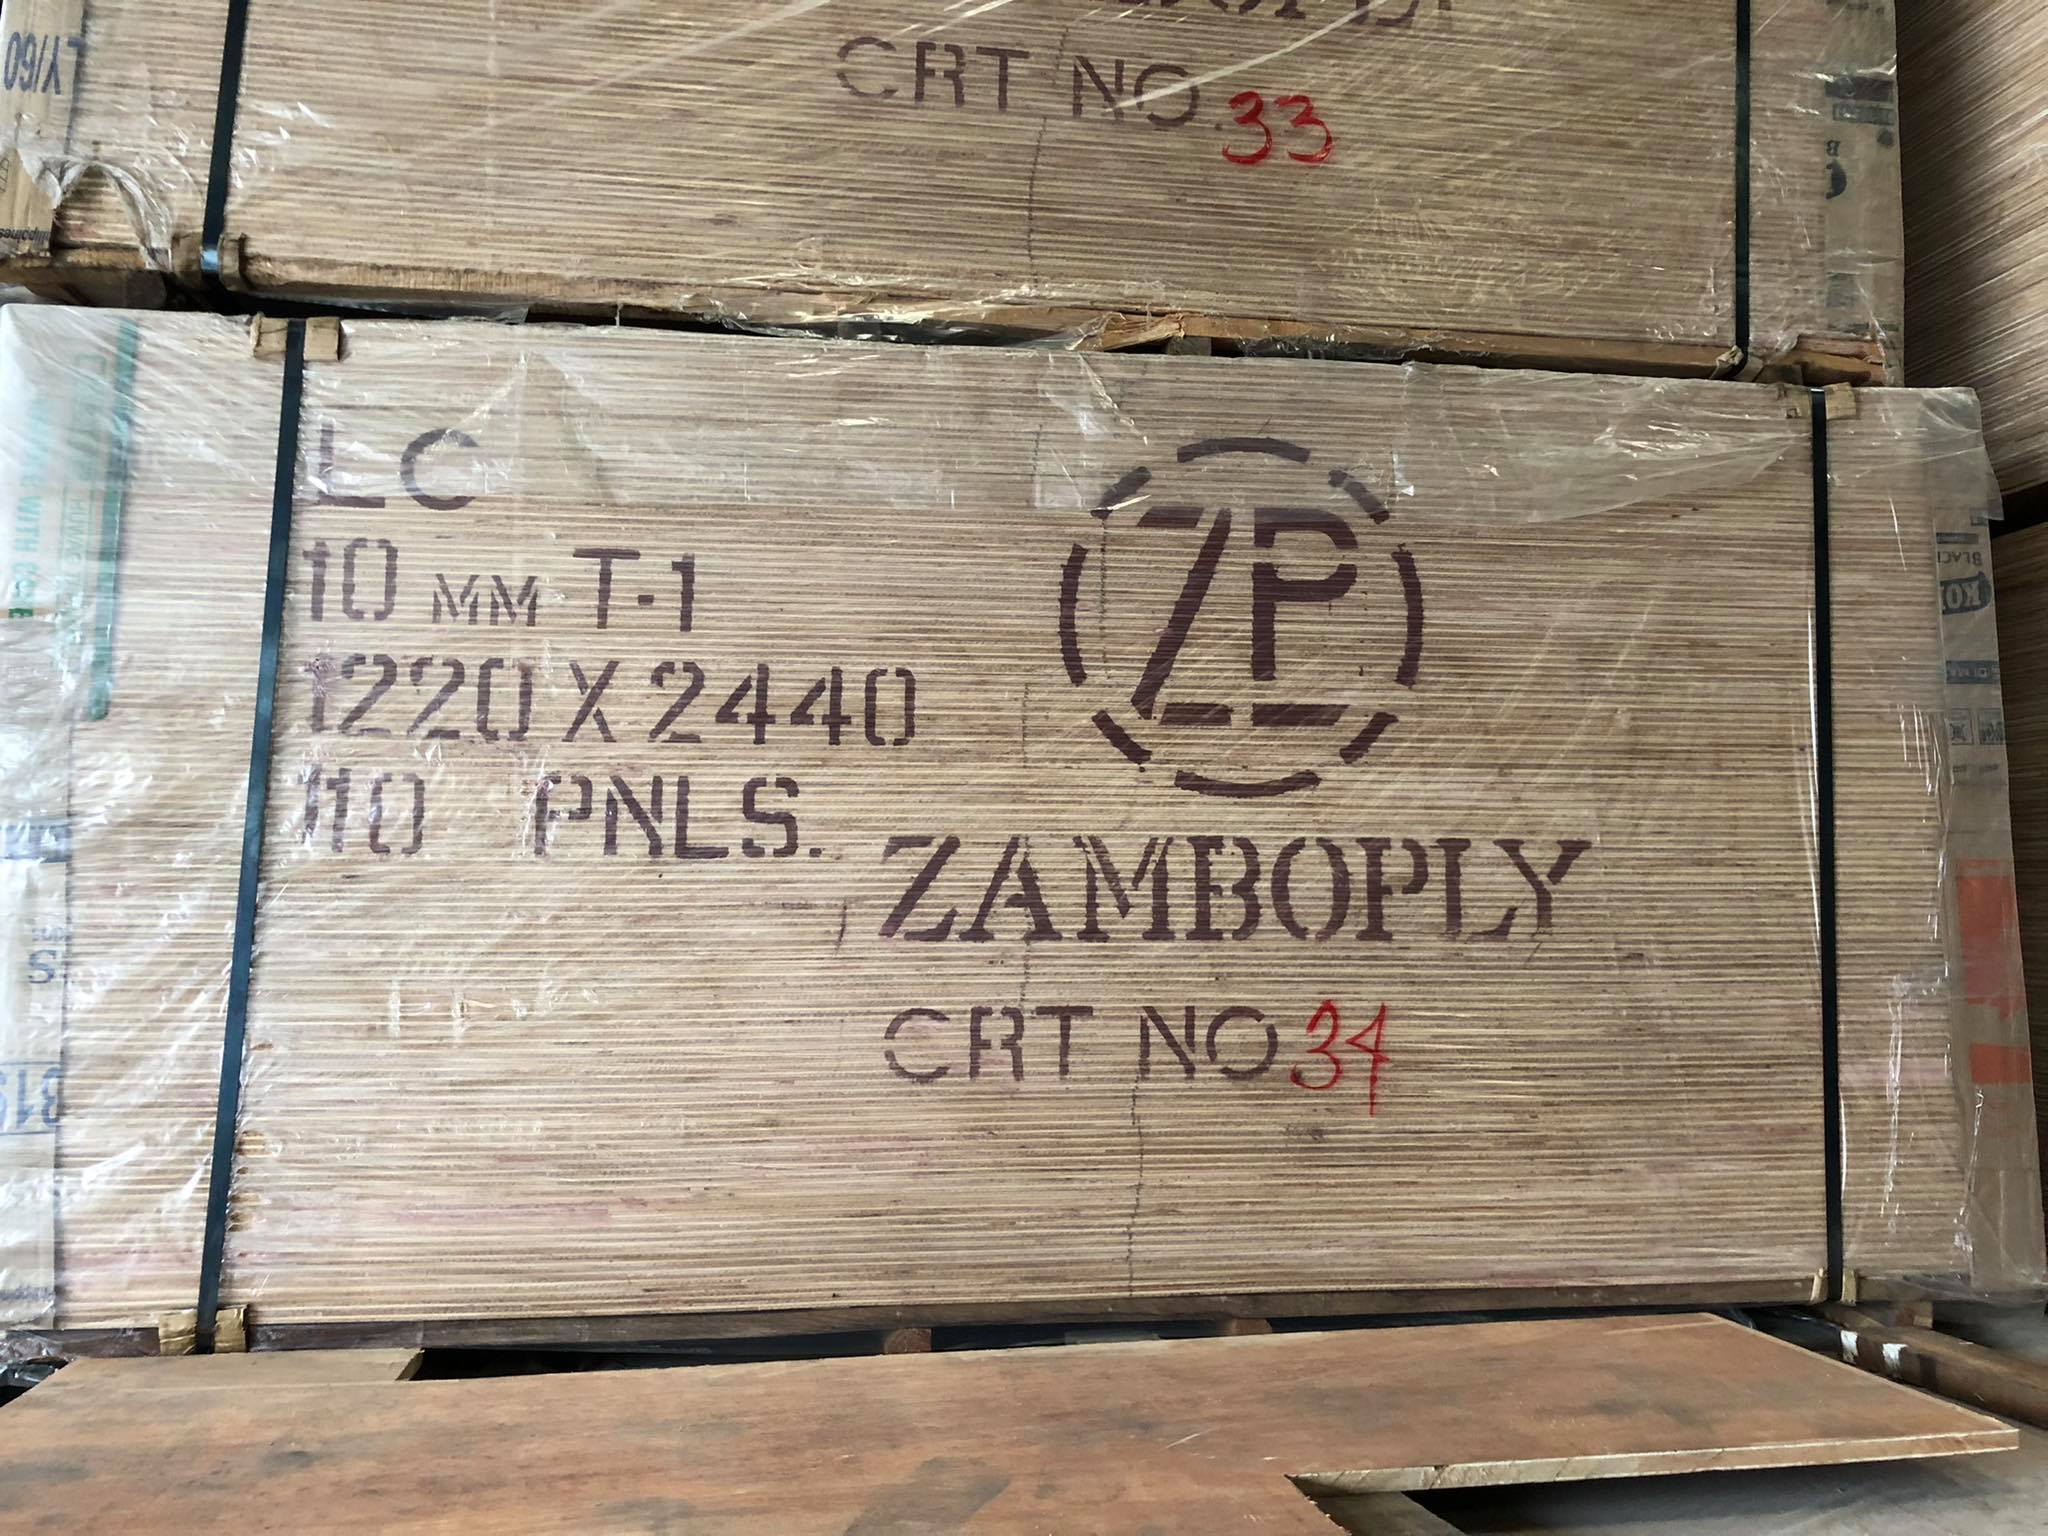 CRT NO. 33
LC
10 MM T-1
1220 X 2440
110 PNLS.
ZP
ZAMBOPLY
CRT NO 34